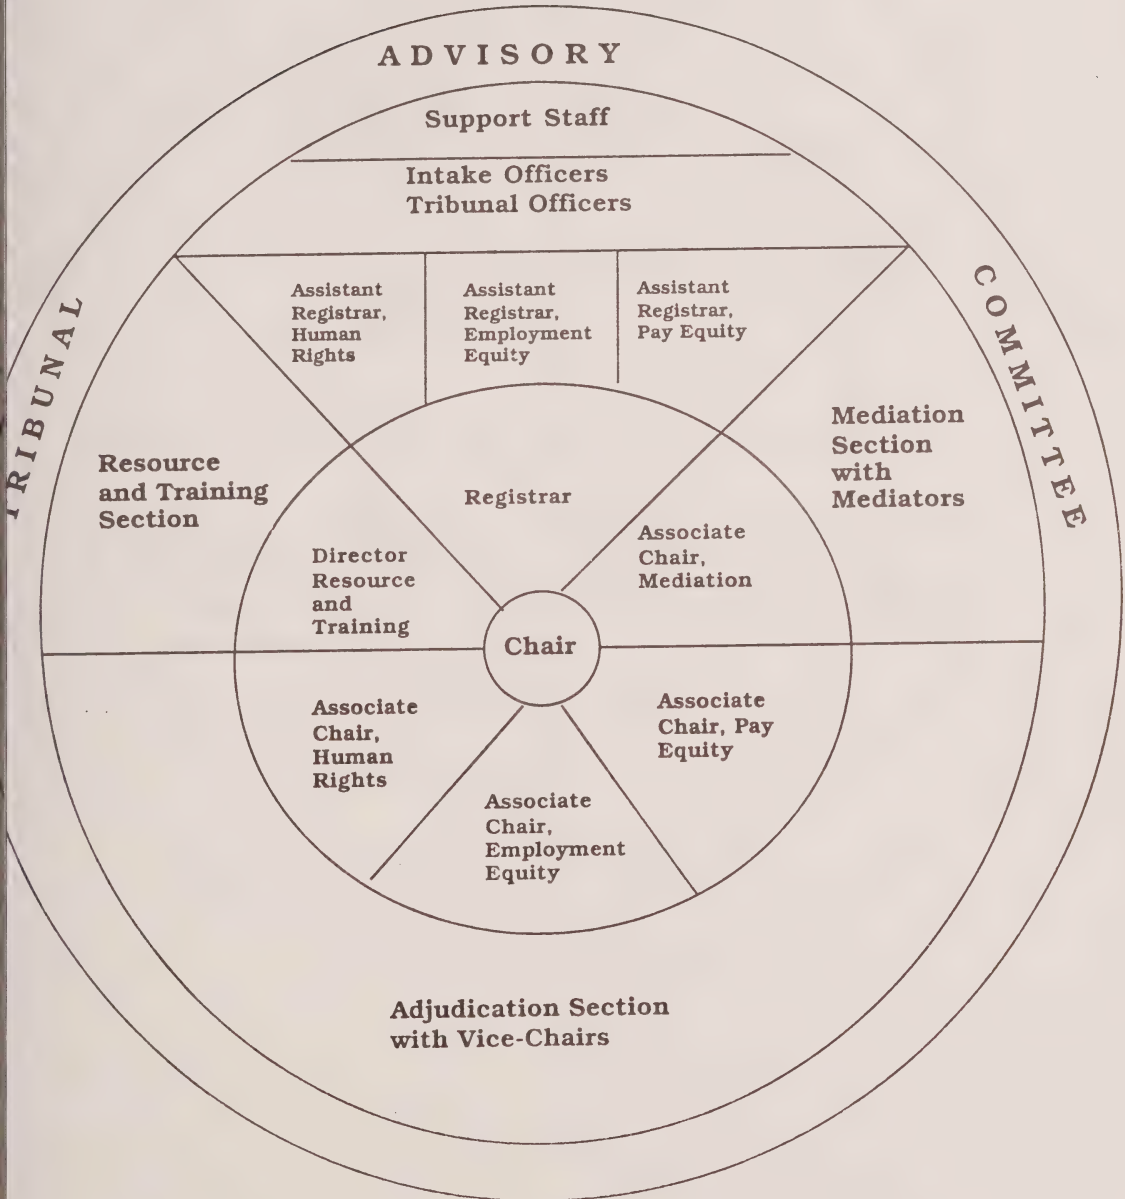 ADVISORY
TRIBUNAL
COMMITTEE
Support Staff
Intake Officers
Tribunal Officers
Assistant
Registrar,
Human
Rights
Assistant
Registrar,
Employment
Equity
Assistant
Registrar,
Pay Equity
Resource
and Training
Section
Mediation
Section
with
Mediators
Registrar
Director
Resource
and
Training
Associate
Chair,
Mediation
Chair
Associate
Chair,
Human
Rights
Associate
Chair, Pay
Equity
Associate
Chair,
Employment
Equity
Adjudication Section
with Vice-Chairs